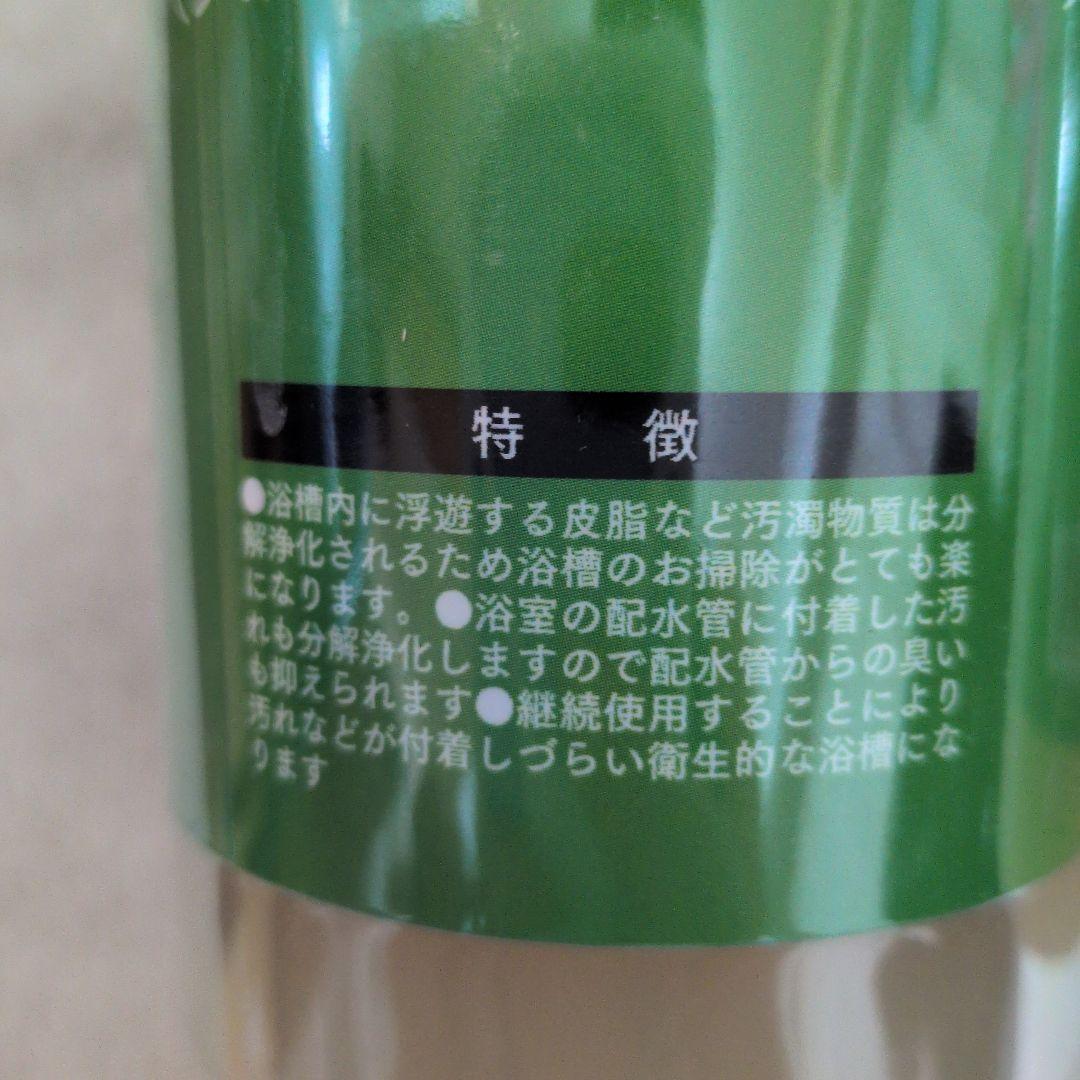 特 徴
●浴槽内に浮遊する皮脂など汚濁物質は分
解浄化されるため浴槽のお掃除がとても楽
になります。●浴室の配水管に付着した汚
れも分解浄化しますので配水管からの臭い
も抑えられます●継続使用することにより
汚れなどが付着しづらい衛生的な浴槽にな
ります